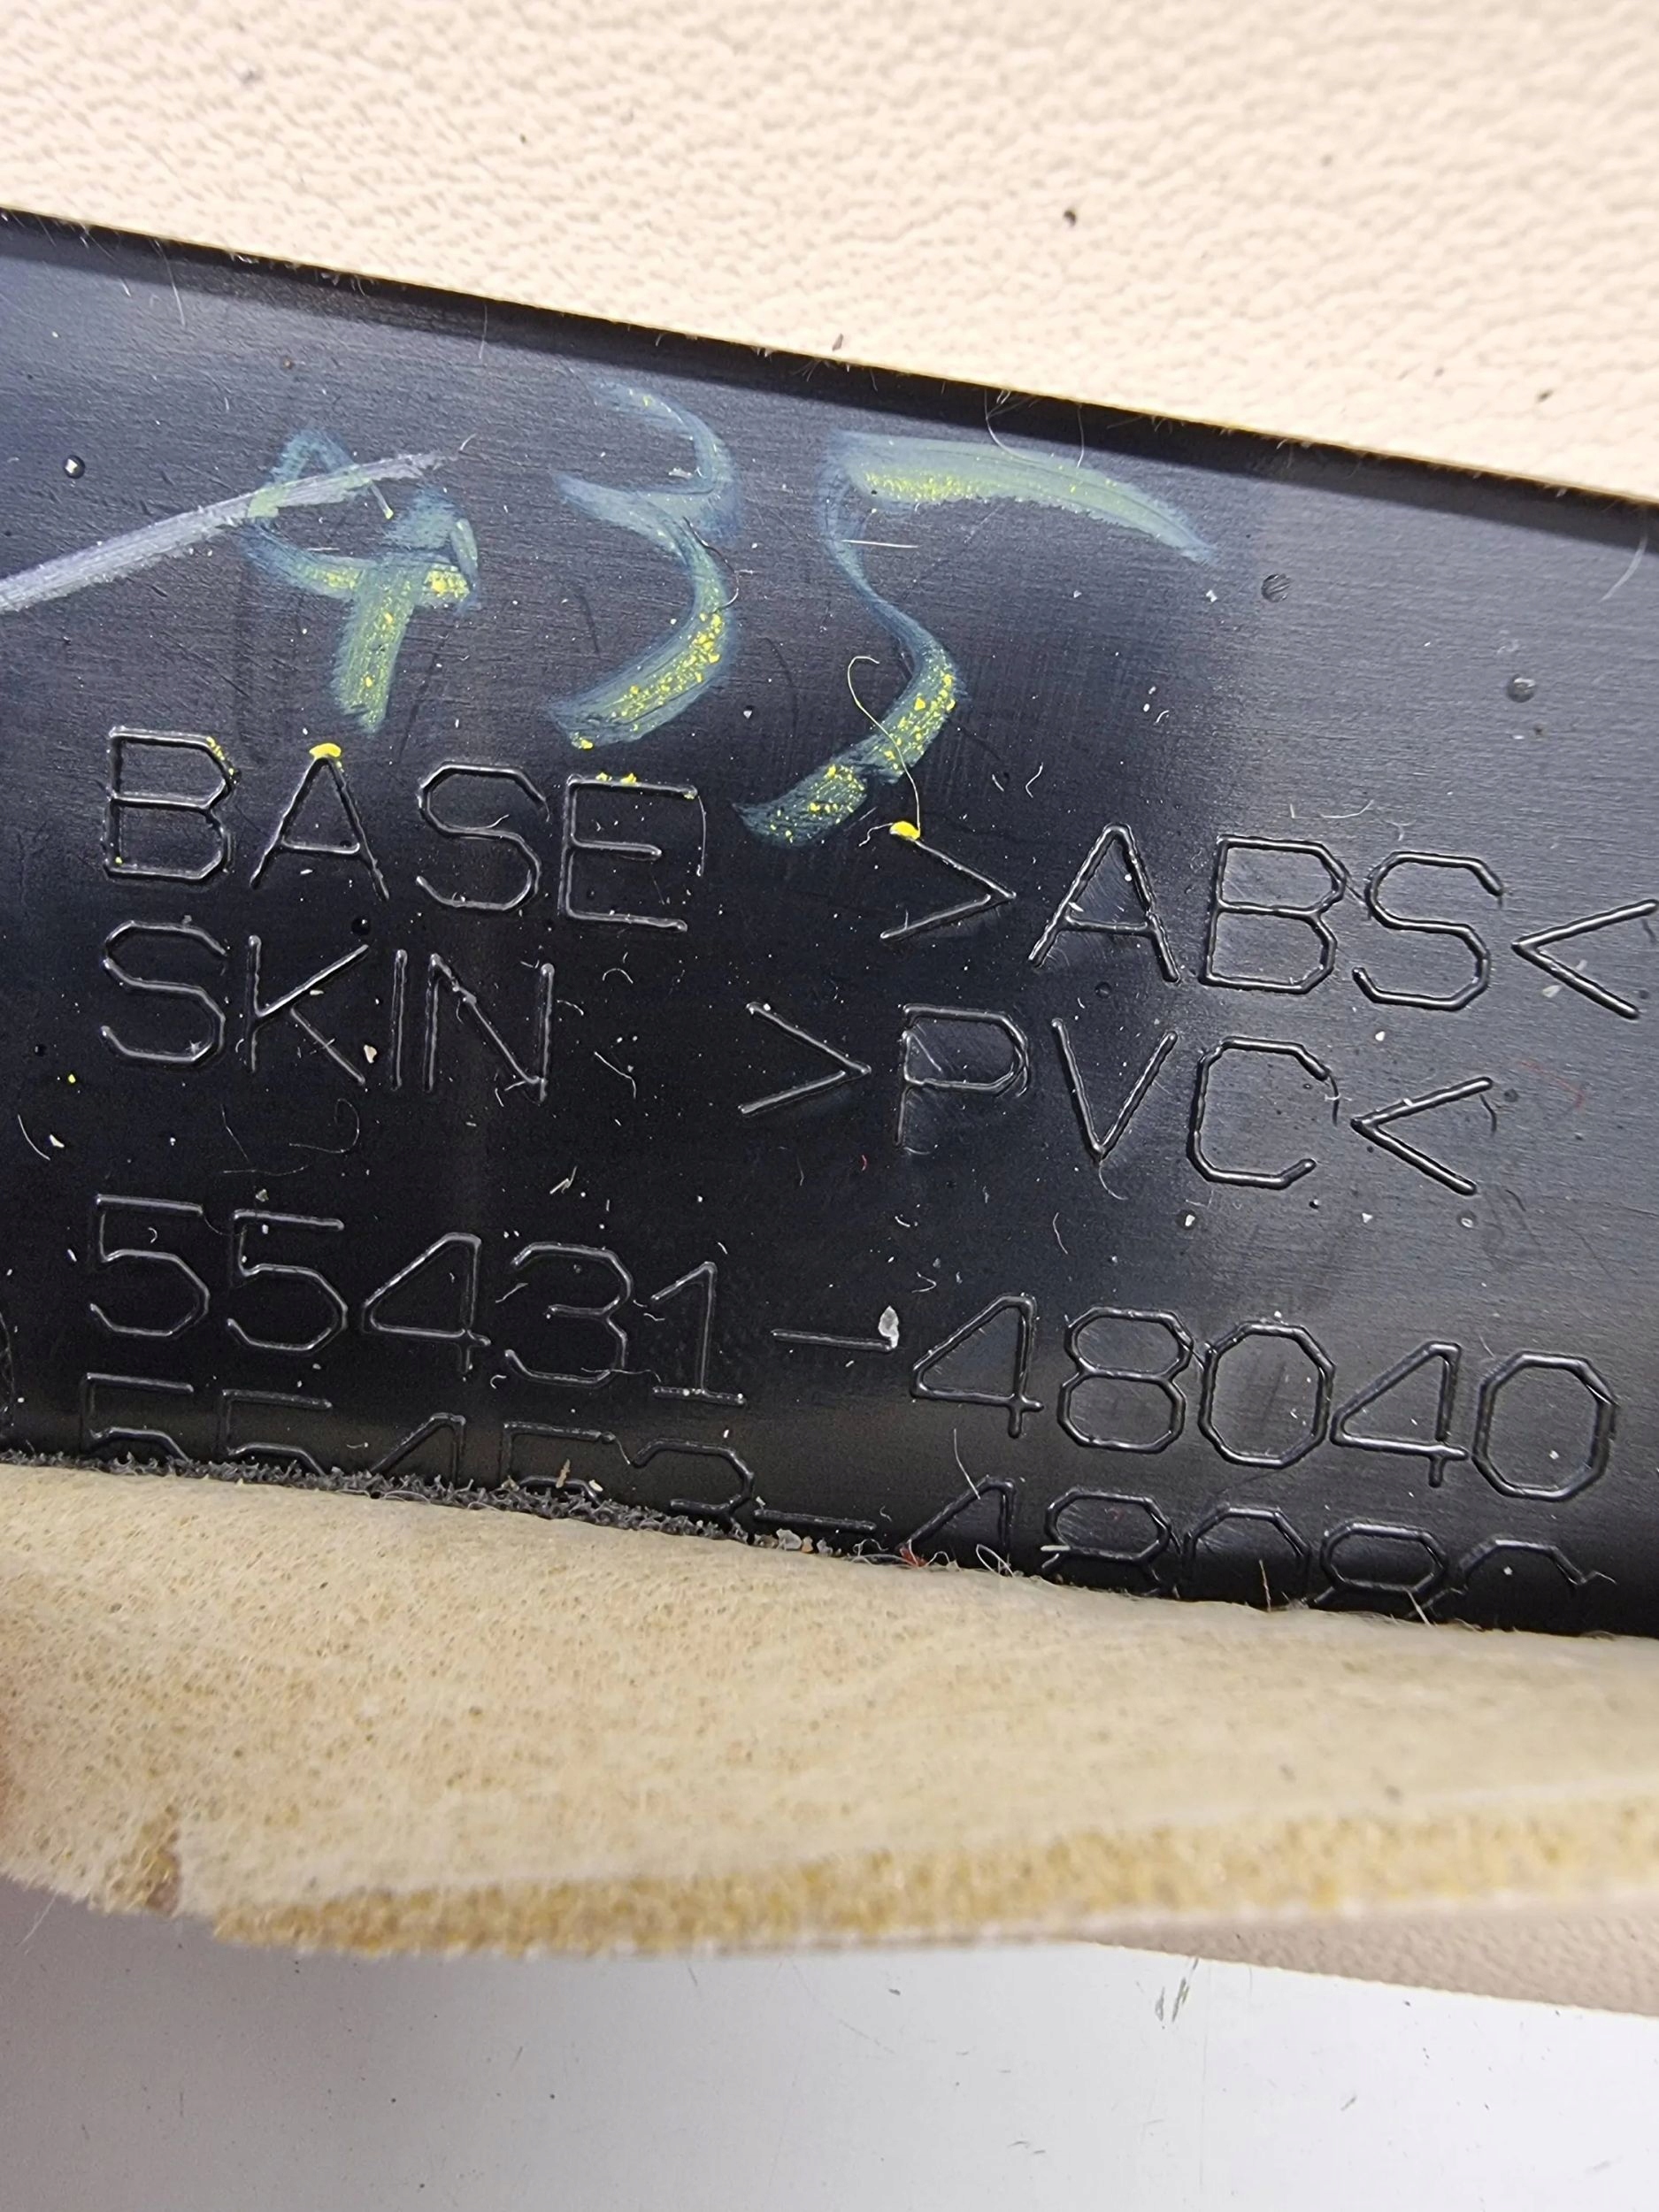 435
BASE >ABS<
SKIN >PVC<
55431-48040